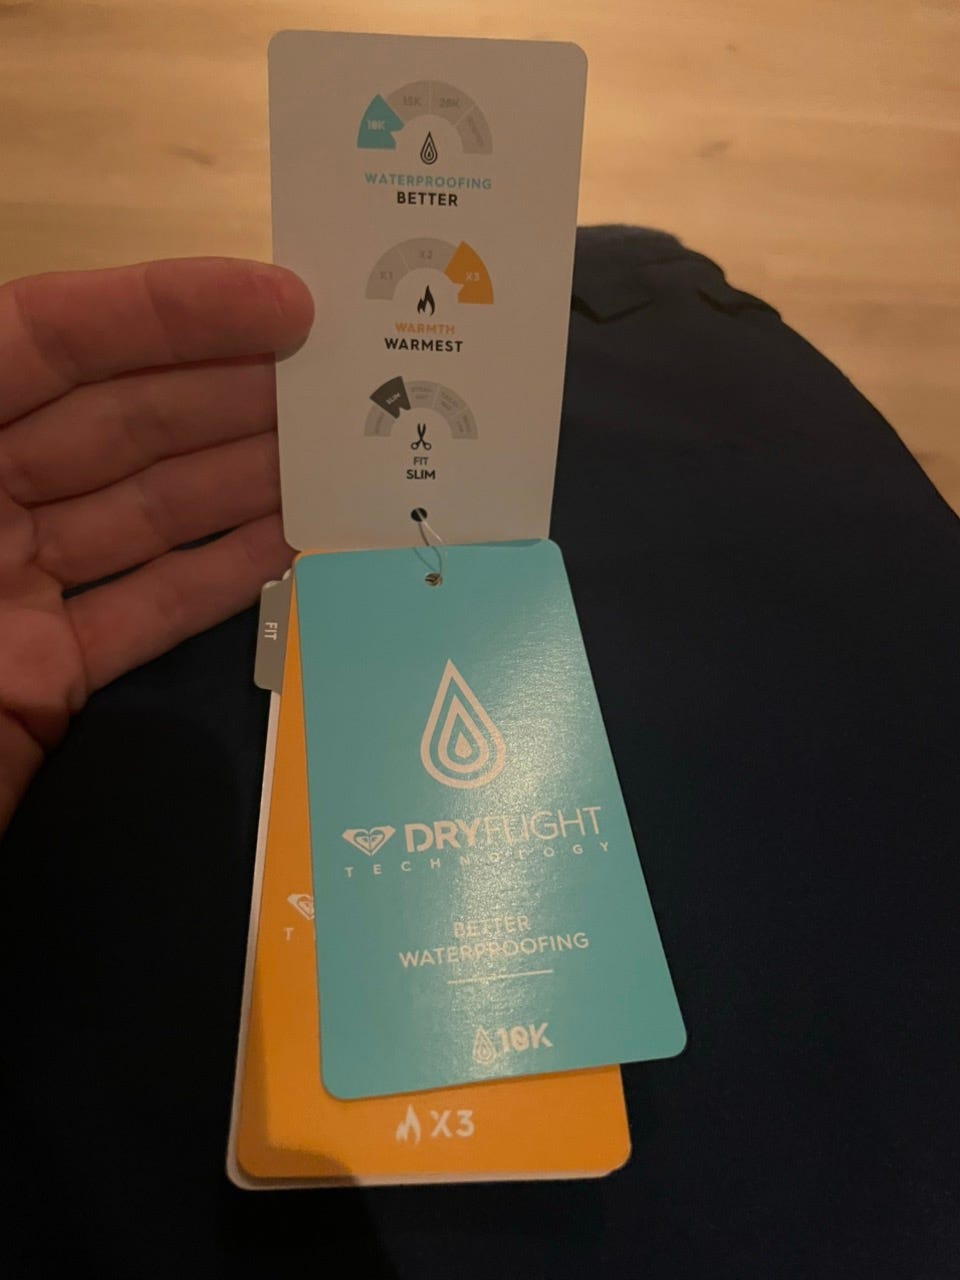 10K
15K
20K
WATERPROOFING
BETTER
X1
X2
X3
WARMTH
WARMEST
SLIM
FIT
SLIM
FIT
DRYFLIGHT
TECHNOLOGY
T
BETTER
WATERPROOFING
10K
X3